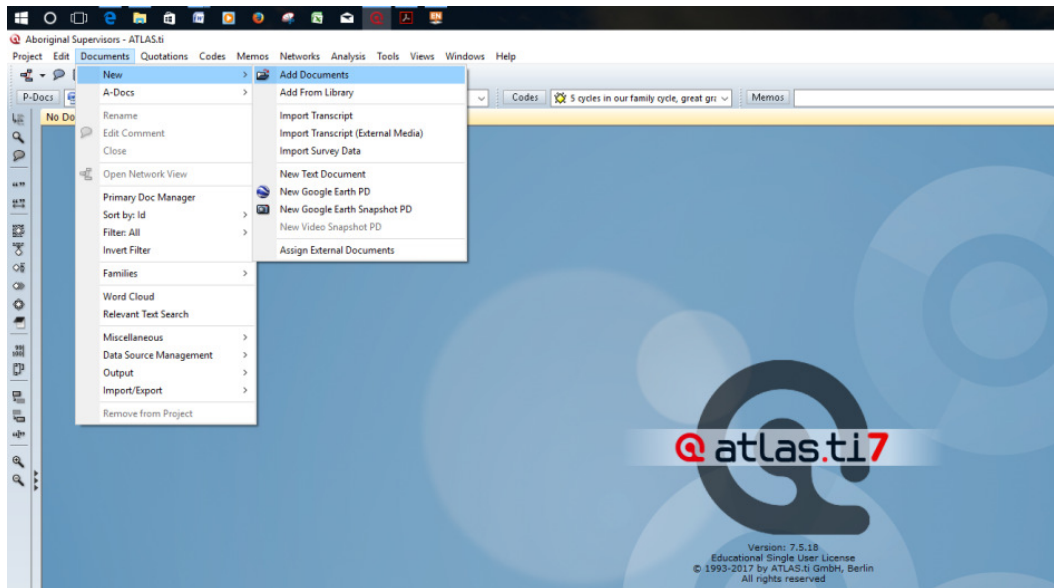 Aboriginal Supervisors - ATLAS.ti
Project Edit Documents Quotations Codes Memos Networks Analysis Tools Views Windows Help
P-Docs
Codes
5 cycles in our family cycle, great gra
Memos
No Do
New
A-Docs
Rename
Edit Comment
Close
Open Network View
Primary Doc Manager
Sort by: Id
Filter: All
Invert Filter
Families
Word Cloud
Relevant Text Search
Miscellaneous
Data Source Management
Output
Import/Export
Remove from Project
Add Documents
Add From Library
Import Transcript
Import Transcript (External Media)
Import Survey Data
New Text Document
New Google Earth PD
New Google Earth Snapshot PD
New Video Snapshot PD
Assign External Documents
atlas.ti7
Version: 7.5.18
Educational Single User License
© 1993-2017 by ATLAS.ti GmbH, Berlin
All rights reserved